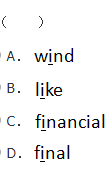 (    )
A. wind
B. like
C. financial
D. final